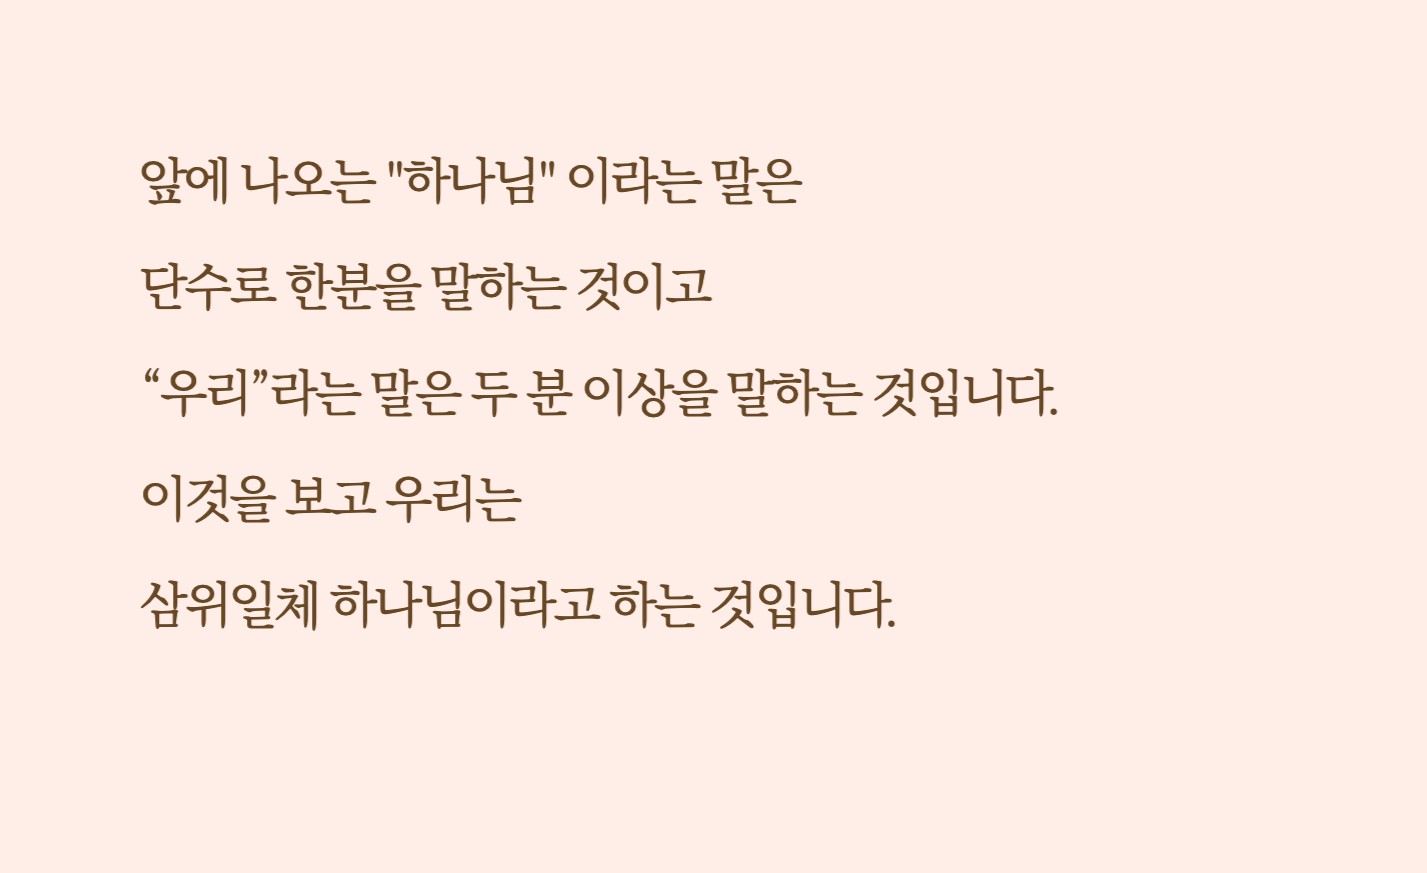 앞에 나오는 "하나님" 이라는 말은
단수로 한분을 말하는 것이고
“우리”라는 말은 두 분 이상을 말하는 것입니다.
이것을 보고 우리는
삼위일체 하나님이라고 하는 것입니다.